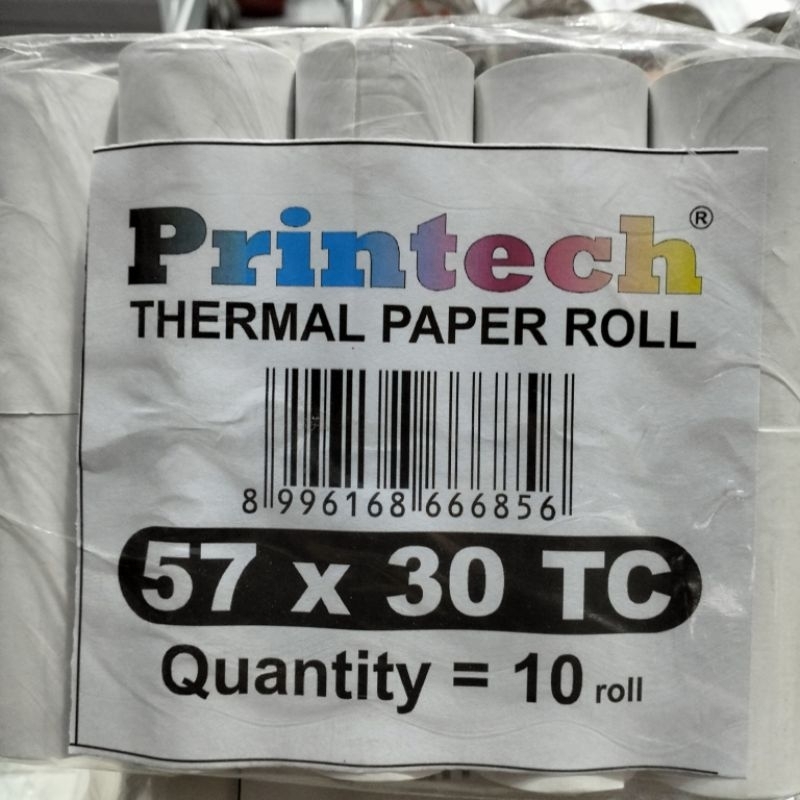 Printech®
THERMAL PAPER ROLL
8 996168 666856
57 x 30 TC
Quantity = 10 roll